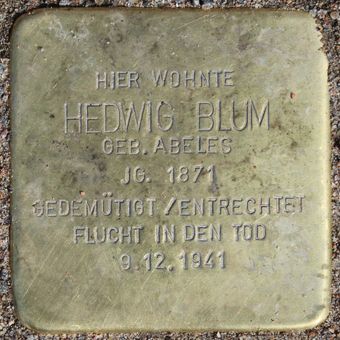 HIER WOHNTE
HEDWIG BLUM
GEB. ABELES
JG. 1871
GEDEMÜTIGT / ENTRECHTET
FLUCHT IN DEN TOD
9.12.1941